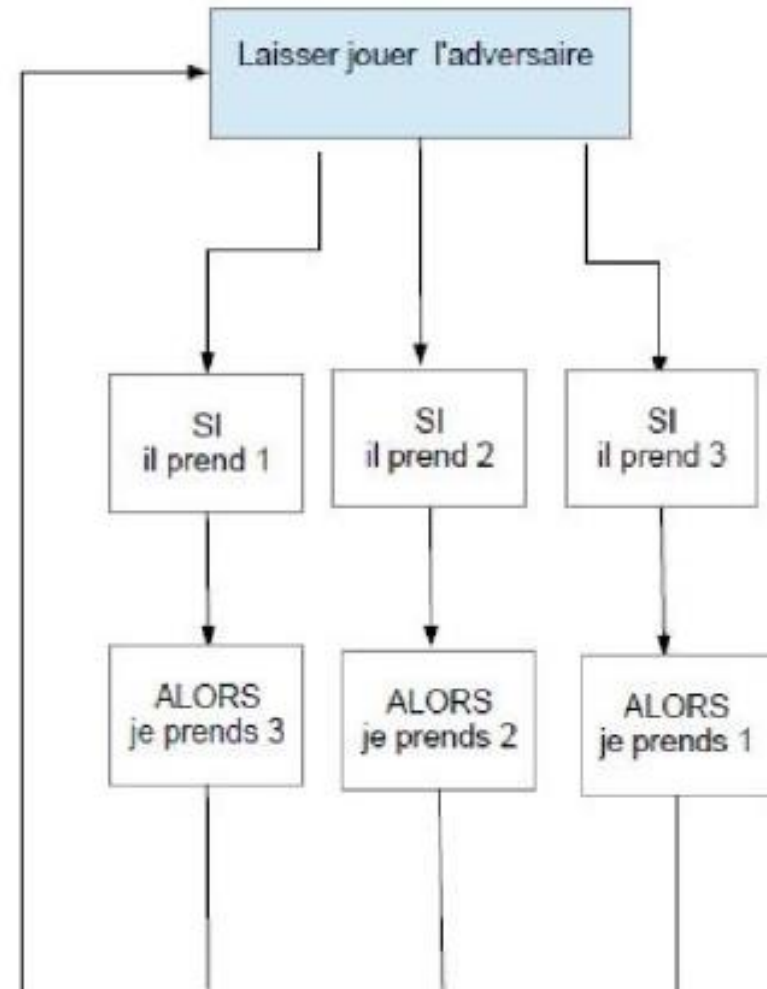 Laisser jouer l'adversaire
SI
il prend 1
SI
il prend 2
SI
il prend 3
ALORS
je prends 3
ALORS
je prends 2
ALORS
je prends 1